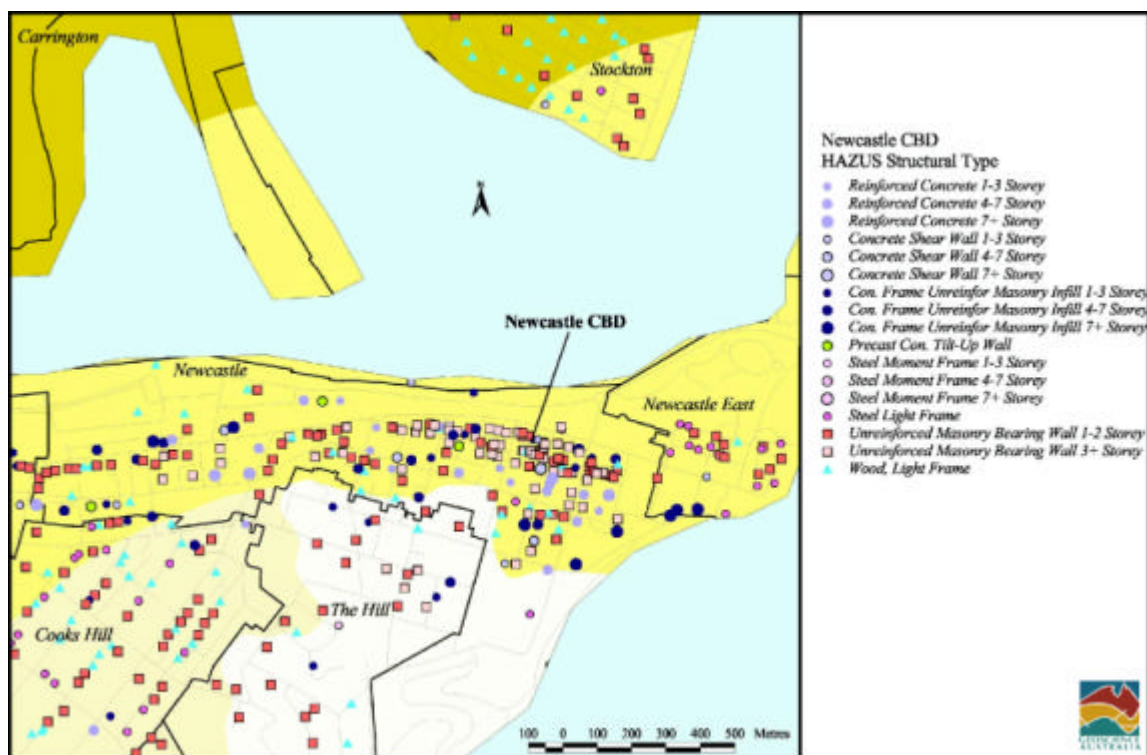 Carrington
Stockton
N
Newcastle CBD
Newcastle
Newcastle East
The Hill
Cooks Hill
100 0 100 200 300 400 500 Metres
Newcastle CBD
HAZUS Structural Type
Reinforced Concrete 1-3 Storey
Reinforced Concrete 4-7 Storey
Reinforced Concrete 7+ Storey
Concrete Shear Wall 1-3 Storey
Concrete Shear Wall 4-7 Storey
Concrete Shear Wall 7+ Storey
Con. Frame Unreinfor Masonry Infill 1-3 Storey
Con. Frame Unreinfor Masonry Infill 4-7 Storey
Con. Frame Unreinfor Masonry Infill 7+ Storey
Precast Con. Tilt-Up Wall
Steel Moment Frame 1-3 Storey
Steel Moment Frame 4-7 Storey
Steel Moment Frame 7+ Storey
Steel Light Frame
Unreinforced Masonry Bearing Wall 1-2 Storey
Unreinforced Masonry Bearing Wall 3+ Storey
Wood, Light Frame
GEOSCIENCE
AUSTRALIA